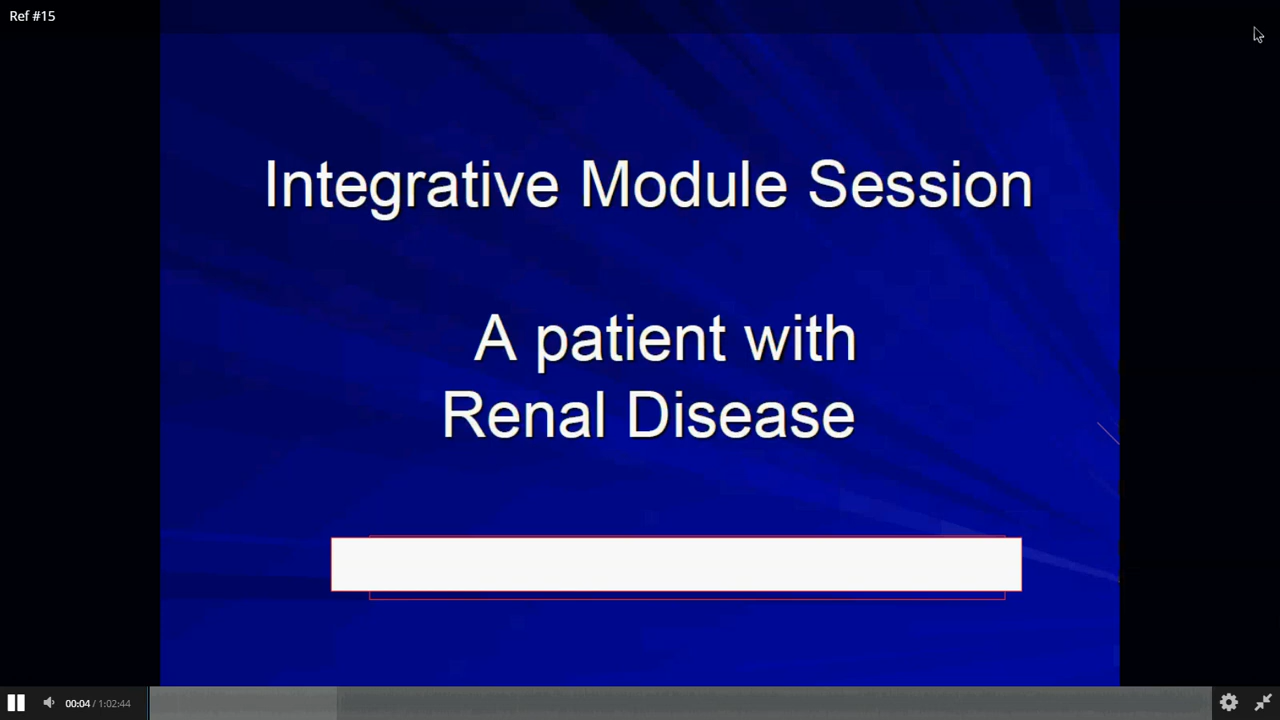 Ref #15
Integrative Module Session
A patient with
Renal Disease
00:04 / 1:02:44